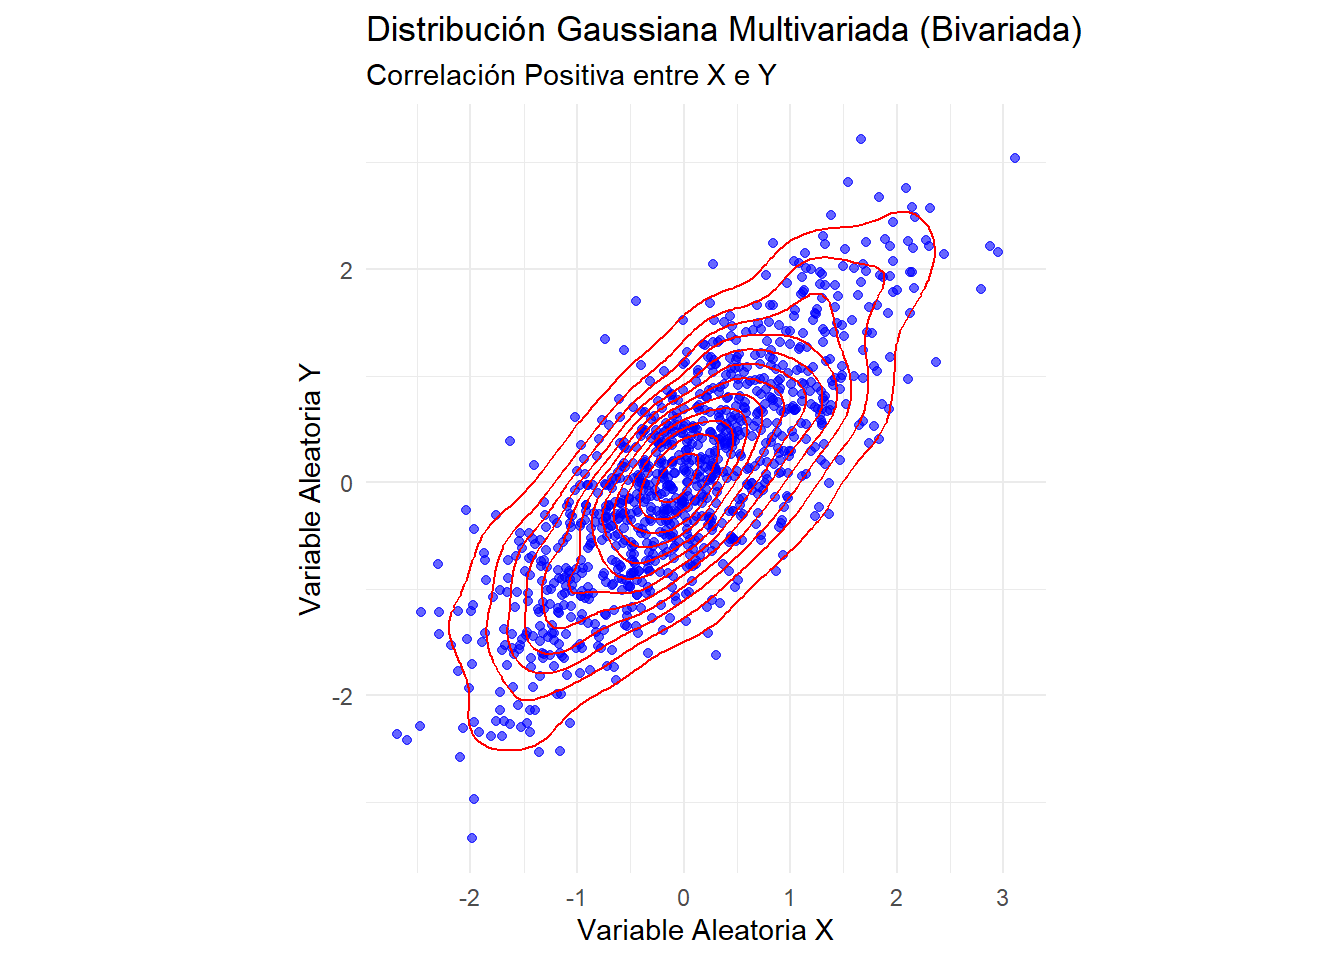 Distribución Gaussiana Multivariada (Bivariada)
Correlación Positiva entre X e Y
Variable Aleatoria Y
2
0
-2
-2 -1 0 1 2 3
Variable Aleatoria X